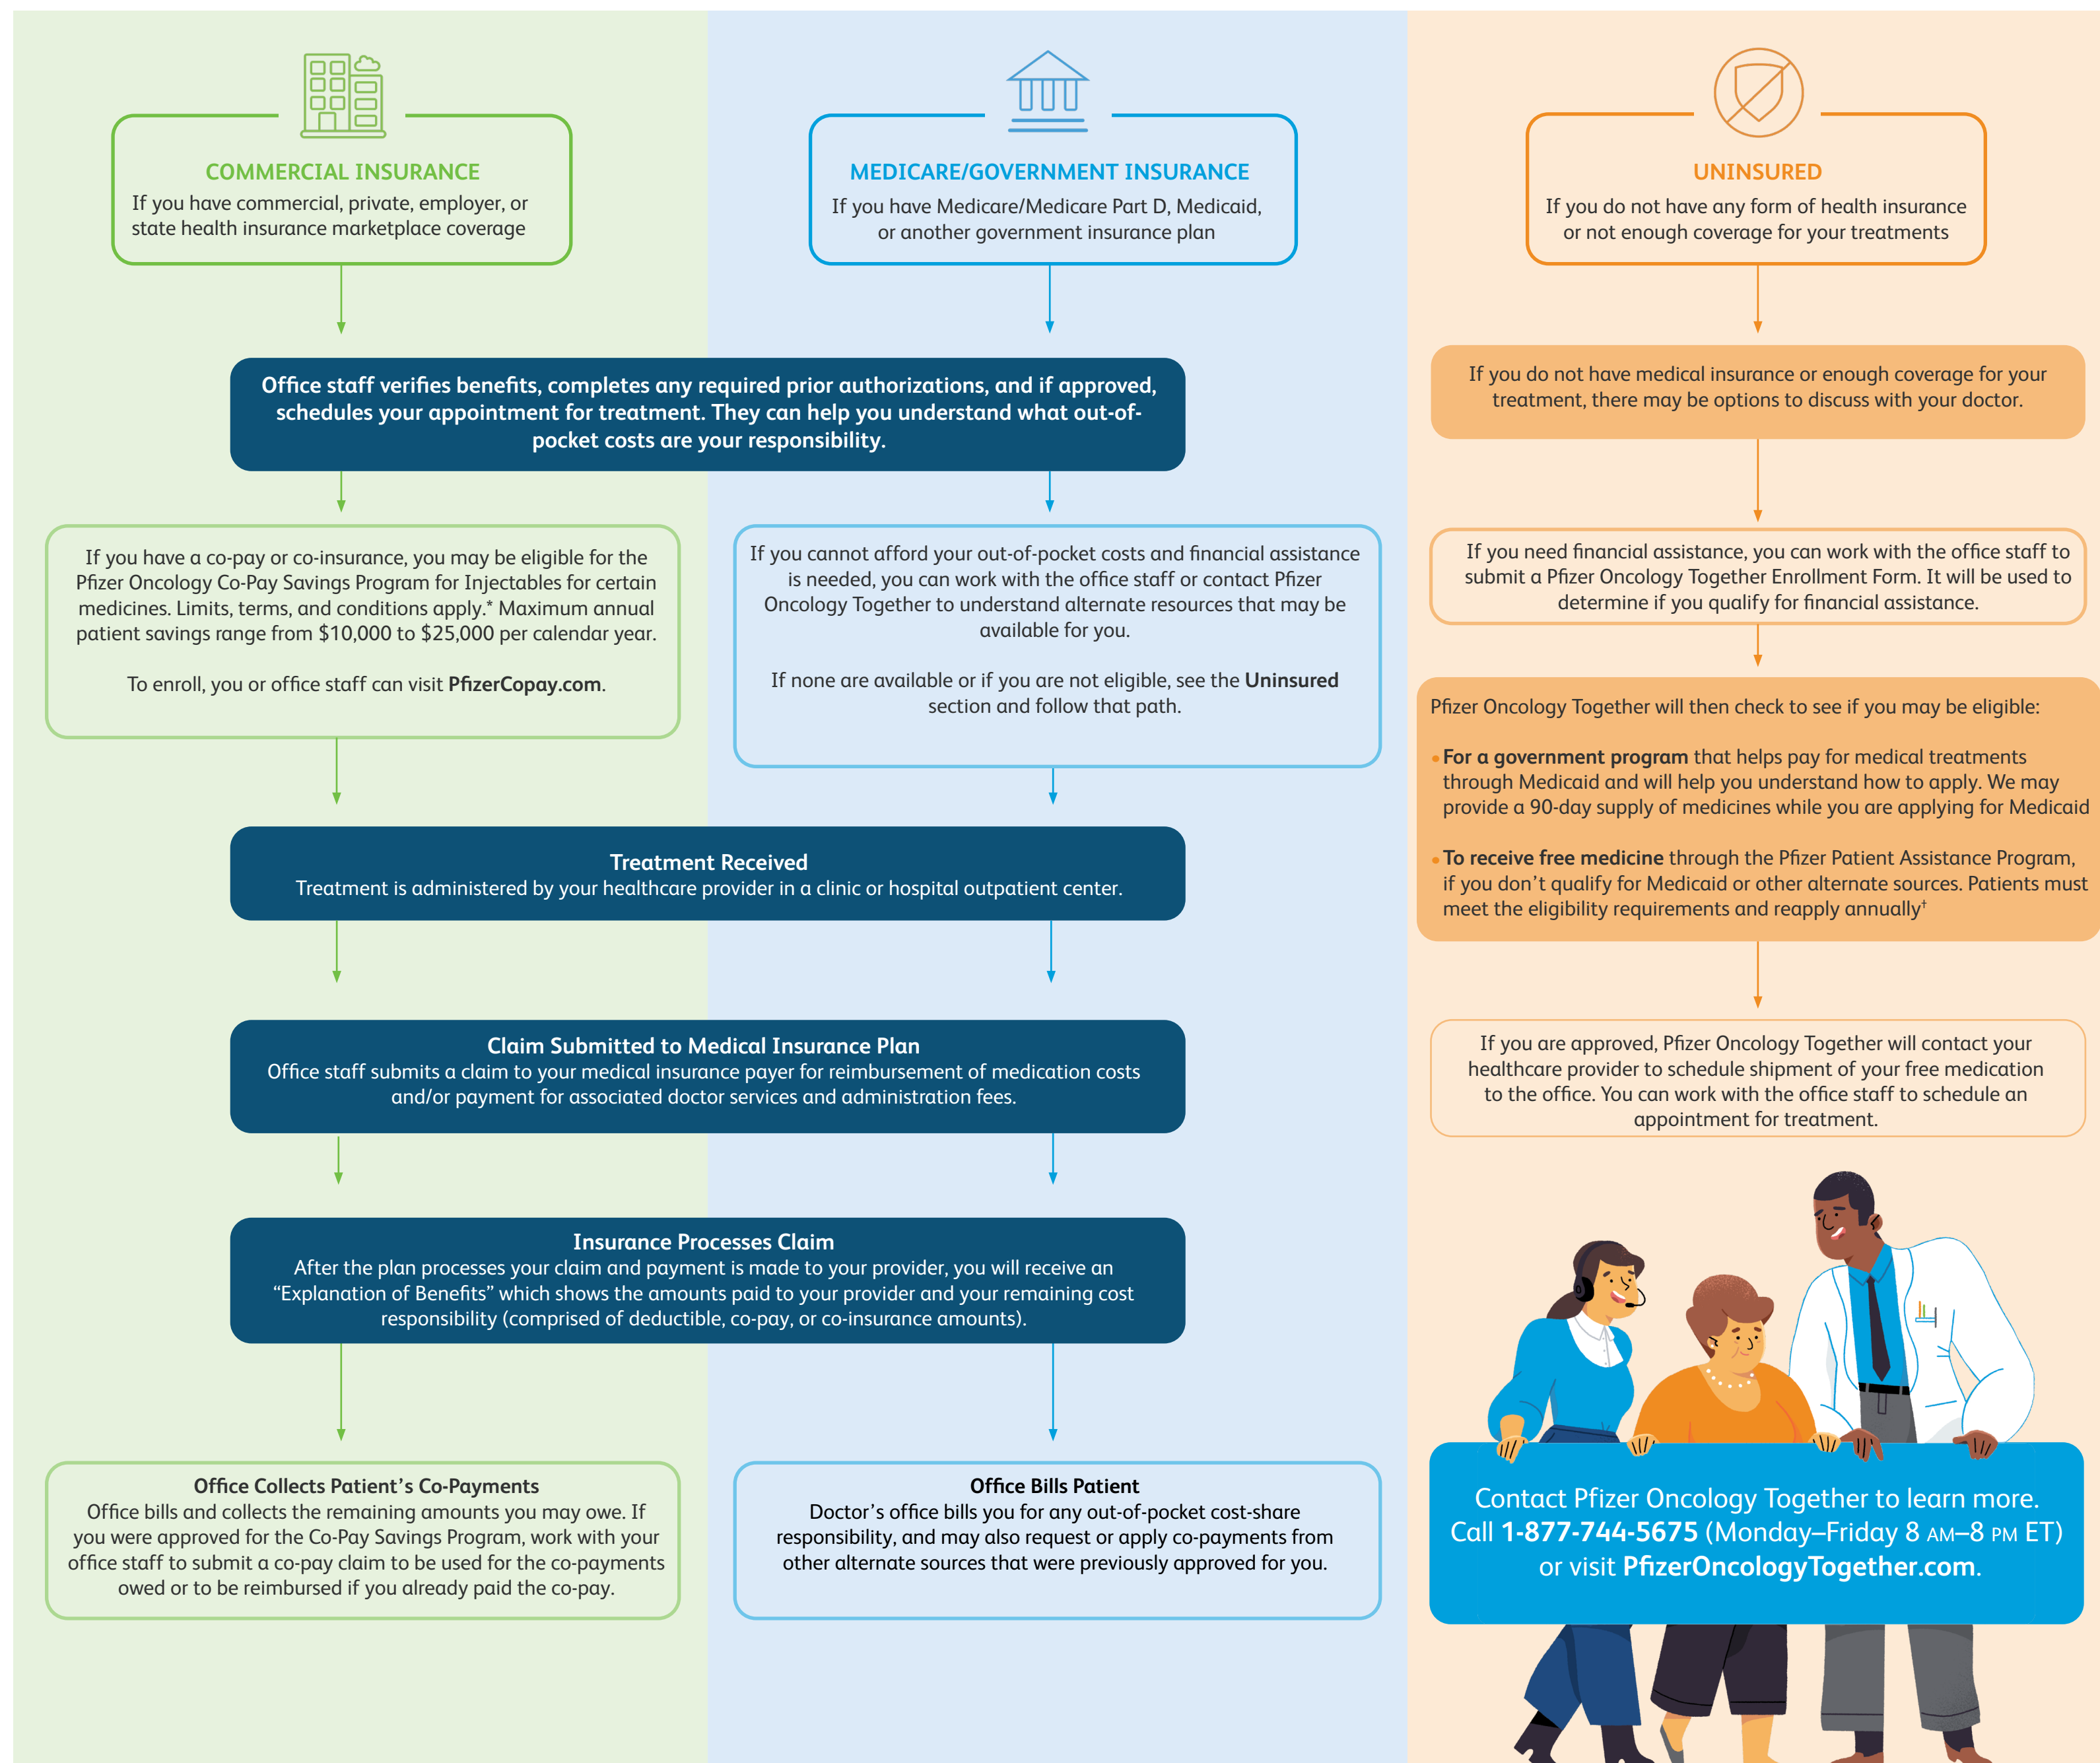 COMMERCIAL INSURANCE
If you have commercial, private, employer, or
state health insurance marketplace coverage
MEDICARE/GOVERNMENT INSURANCE
If you have Medicare/Medicare Part D, Medicaid,
or another government insurance plan
UNINSURED
If you do not have any form of health insurance
or not enough coverage for your treatments
Office staff verifies benefits, completes any required prior authorizations, and if approved,
schedules your appointment for treatment. They can help you understand what out-of-
pocket costs are your responsibility.
If you have a co-pay or co-insurance, you may be eligible for the
Pfizer Oncology Co-Pay Savings Program for Injectables for certain
medicines. Limits, terms, and conditions apply.* Maximum annual
patient savings range from $10,000 to $25,000 per calendar year.
To enroll, you or office staff can visit PfizerCopay.com.
If you cannot afford your out-of-pocket costs and financial assistance
is needed, you can work with the office staff or contact Pfizer
Oncology Together to understand alternate resources that may be
available for you.
If none are available or if you are not eligible, see the Uninsured
section and follow that path.
Treatment Received
Treatment is administered by your healthcare provider in a clinic or hospital outpatient center.
Claim Submitted to Medical Insurance Plan
Office staff submits a claim to your medical insurance payer for reimbursement of medication costs
and/or payment for associated doctor services and administration fees.
Insurance Processes Claim
After the plan processes your claim and payment is made to your provider, you will receive an
“Explanation of Benefits” which shows the amounts paid to your provider and your remaining cost
responsibility (comprised of deductible, co-pay, or co-insurance amounts).
Office Collects Patient’s Co-Payments
Office bills and collects the remaining amounts you may owe. If
you were approved for the Co-Pay Savings Program, work with your
office staff to submit a co-pay claim to be used for the co-payments
owed or to be reimbursed if you already paid the co-pay.
Office Bills Patient
Doctor’s office bills you for any out-of-pocket cost-share
responsibility, and may also request or apply co-payments from
other alternate sources that were previously approved for you.
If you do not have medical insurance or enough coverage for your
treatment, there may be options to discuss with your doctor.
If you need financial assistance, you can work with the office staff to
submit a Pfizer Oncology Together Enrollment Form. It will be used to
determine if you qualify for financial assistance.
Pfizer Oncology Together will then check to see if you may be eligible:
• For a government program that helps pay for medical treatments
through Medicaid and will help you understand how to apply. We may
provide a 90-day supply of medicines while you are applying for Medicaid
• To receive free medicine through the Pfizer Patient Assistance Program,
if you don’t qualify for Medicaid or other alternate sources. Patients must
meet the eligibility requirements and reapply annually†
If you are approved, Pfizer Oncology Together will contact your
healthcare provider to schedule shipment of your free medication
to the office. You can work with the office staff to schedule an
appointment for treatment.
Contact Pfizer Oncology Together to learn more.
Call 1-877-744-5675 (Monday–Friday 8 AM–8 PM ET)
or visit PfizerOncologyTogether.com.